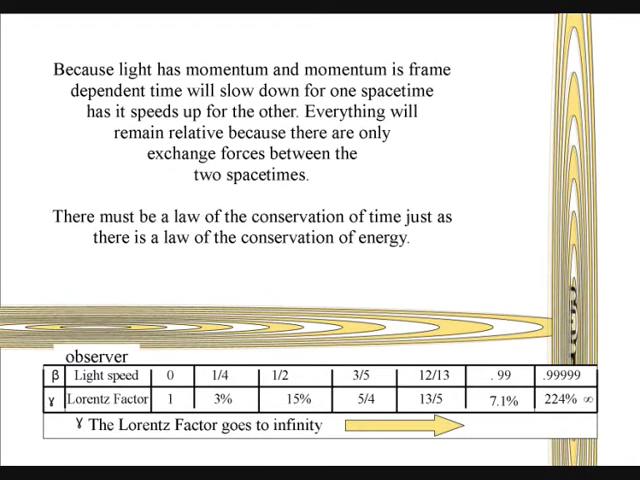 Because light has momentum and momentum is frame
dependent time will slow down for one spacetime
has it speeds up for the other. Everything will
remain relative because there are only
exchange forces between the
two spacetimes.
There must be a law of the conservation of time just as
there is a law of the conservation of energy.
observer
β Light speed 0 1/4 1/2 3/5 12/13 . 99 .99999
γ Lorentz Factor 1 3% 15% 5/4 13/5 7.1% 224% ∞
γ The Lorentz Factor goes to infinity